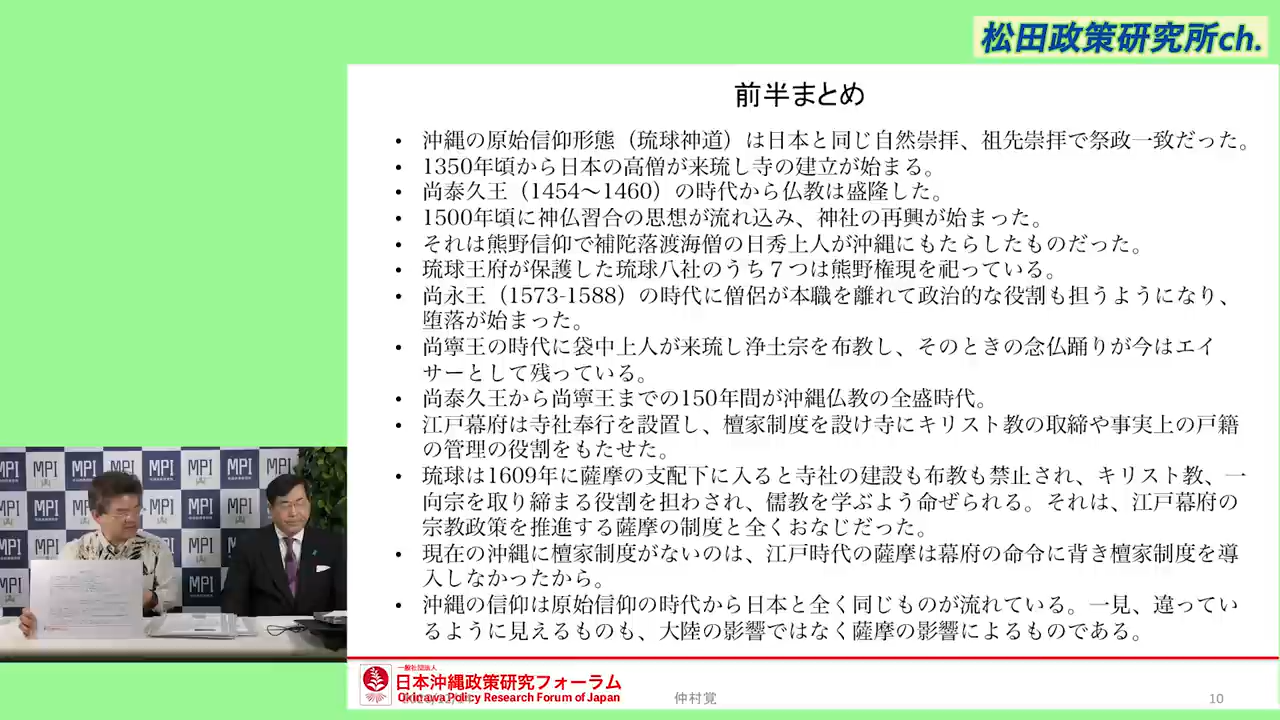 松田政策研究所ch.
前半まとめ
• 沖縄の原始信仰形態（琉球神道）は日本と同じ自然崇拝、祖先崇拝で祭政一致だった。
• 1350年頃から日本の高僧が来琉し寺の建立が始まる。
• 尚泰久王（1454～1460）の時代から仏教は盛隆した。
• 1500年頃に神仏習合の思想が流れ込み、神社の再興が始まった。
• それは熊野信仰で補陀落渡海僧の日秀上人が沖縄にもたらしたものだった。
• 琉球王府が保護した琉球八社のうち７つは熊野権現を祀っている。
• 尚永王（1573-1588）の時代に僧侶が本職を離れて政治的な役割も担うようになり、
堕落が始まった。
• 尚寧王の時代に袋中上人が来琉し浄土宗を布教し、そのときの念仏踊りが今はエイ
サーとして残っている。
• 尚泰久王から尚寧王までの150年間が沖縄仏教の全盛時代。
• 江戸幕府は寺社奉行を設置し、檀家制度を設け寺にキリスト教の取締や事実上の戸籍
の管理の役割をもたせた。
• 琉球は1609年に薩摩の支配下に入ると寺社の建設も布教も禁止され、キリスト教、一
向宗を取り締まる役割を担わされ、儒教を学ぶよう命ぜられる。それは、江戸幕府の
宗教政策を推進する薩摩の制度と全くおなじだった。
• 現在の沖縄に檀家制度がないのは、江戸時代の薩摩は幕府の命令に背き檀家制度を導
入しなかったから。
• 沖縄の信仰は原始信仰の時代から日本と全く同じものが流れている。一見、違ってい
るように見えるものも、大陸の影響ではなく薩摩の影響によるものである。
MPI MPI MPI MPI MPI
一般社団法人
日本沖縄政策研究フォーラム
Okinawa Policy Research Forum of Japan
仲村覚
10